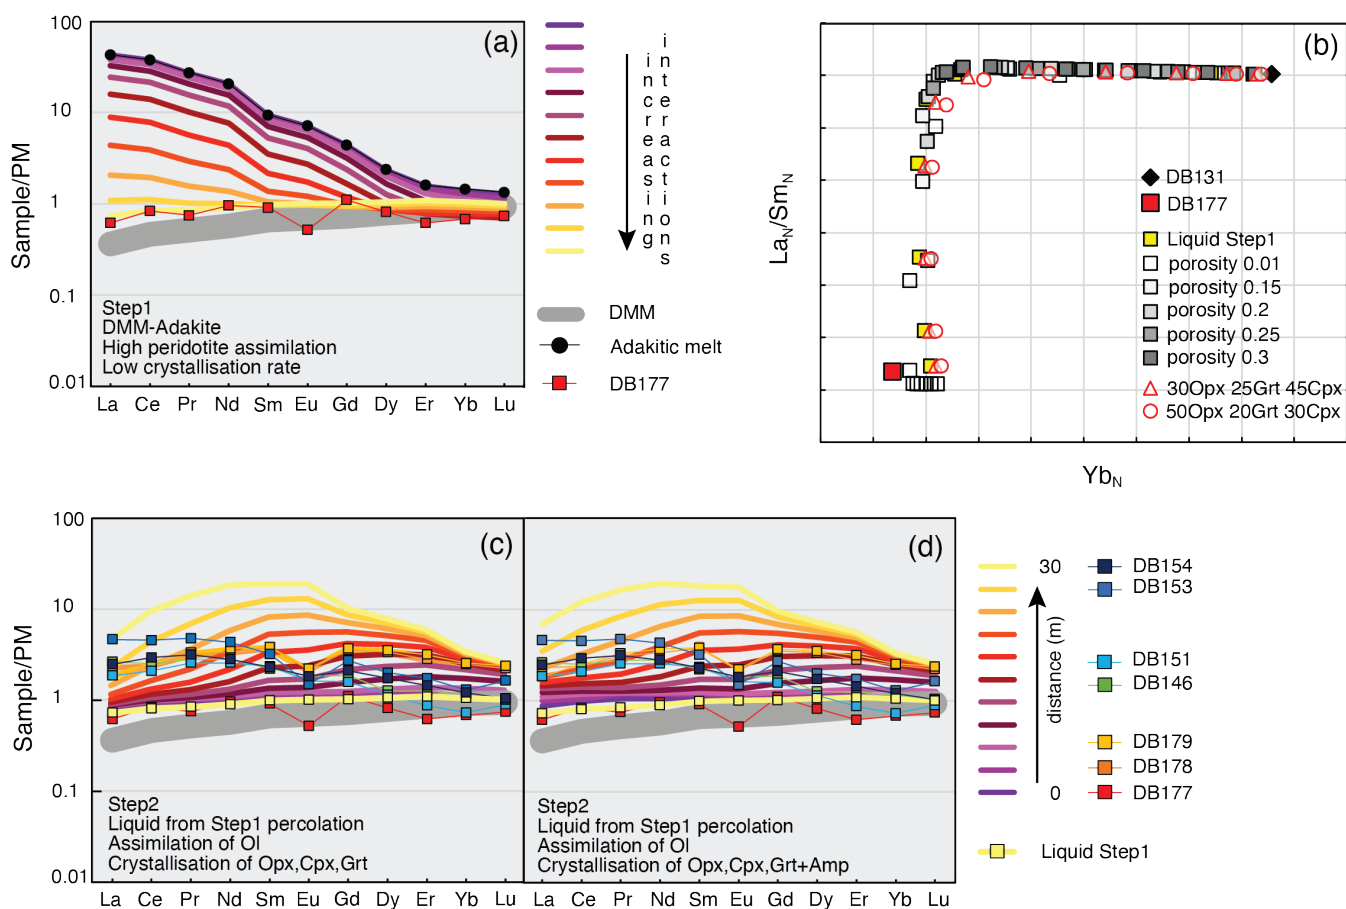 (a)
100
10
1
0.1
0.01
Sample/PM
Step1
DMM-Adakite
High peridotite assimilation
Low crystallisation rate
La Ce Pr Nd Sm Eu Gd Dy Er Yb Lu
increasing
interactions
DMM
Adakitic melt
DB177
(b)
LaN/SmN
DB131
DB177
Liquid Step1
porosity 0.01
porosity 0.15
porosity 0.2
porosity 0.25
porosity 0.3
30Opx 25Grt 45Cpx
50Opx 20Grt 30Cpx
YbN
(c)
100
10
1
0.1
0.01
Sample/PM
Step2
Liquid from Step1 percolation
Assimilation of Ol
Crystallisation of Opx,Cpx,Grt
La Ce Pr Nd Sm Eu Gd Dy Er Yb Lu
(d)
Step2
Liquid from Step1 percolation
Assimilation of Ol
Crystallisation of Opx,Cpx,Grt+Amp
La Ce Pr Nd Sm Eu Gd Dy Er Yb Lu
30
distance (m)
0
DB154
DB153
DB151
DB146
DB179
DB178
DB177
Liquid Step1